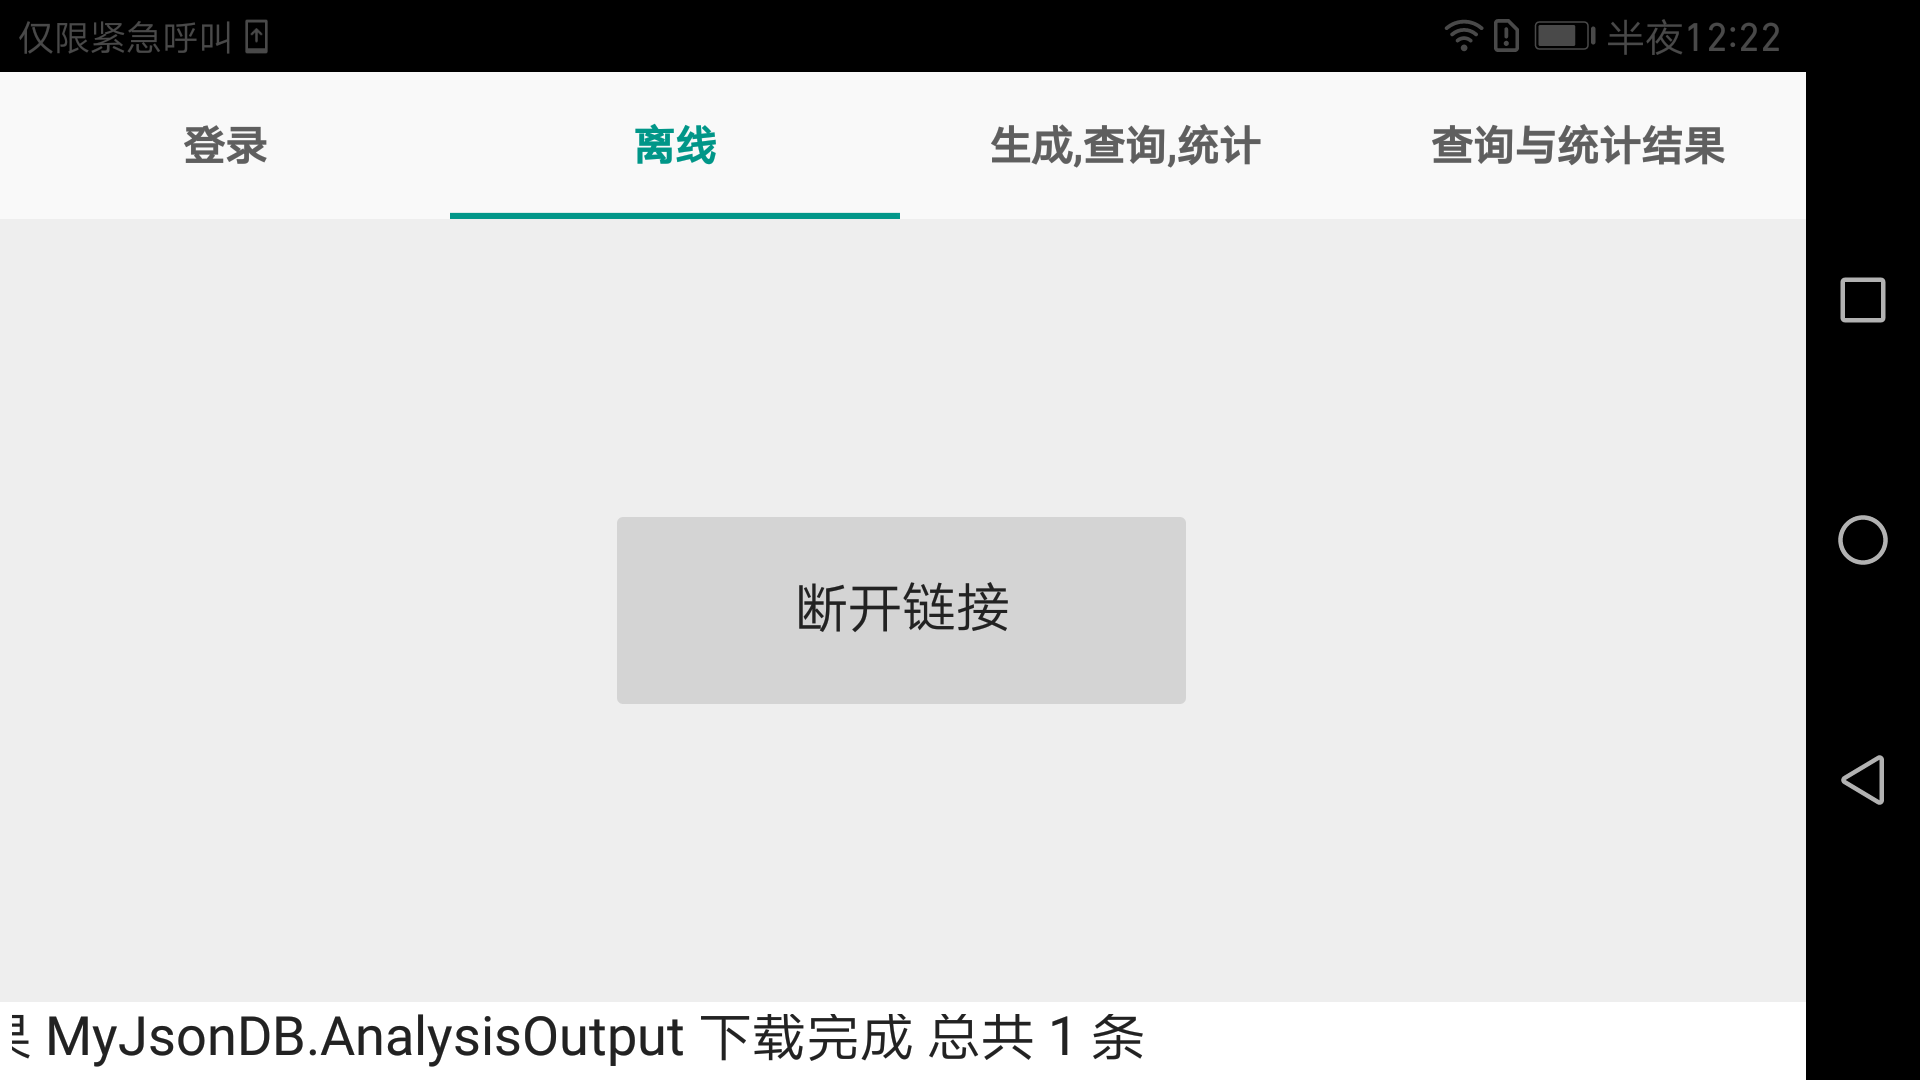 仅限紧急呼叫
半夜12:22
登录
离线
生成,查询,统计
查询与统计结果
断开链接
MyJsonDB.AnalysisOutput 下载完成 总共 1 条